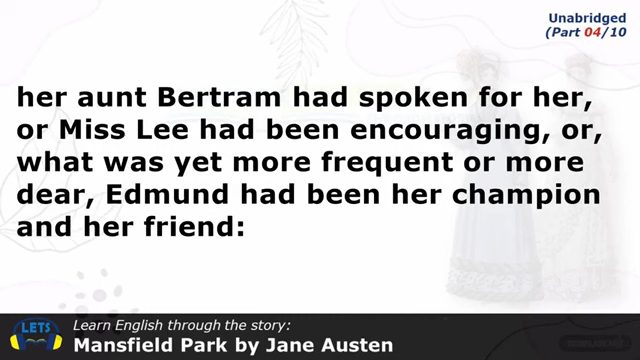 Unabridged
(Part 04/10
her aunt Bertram had spoken for her,
or Miss Lee had been encouraging, or,
what was yet more frequent or more
dear, Edmund had been her champion
and her friend:
LETS
Learn English through the story:
Mansfield Park by Jane Austen